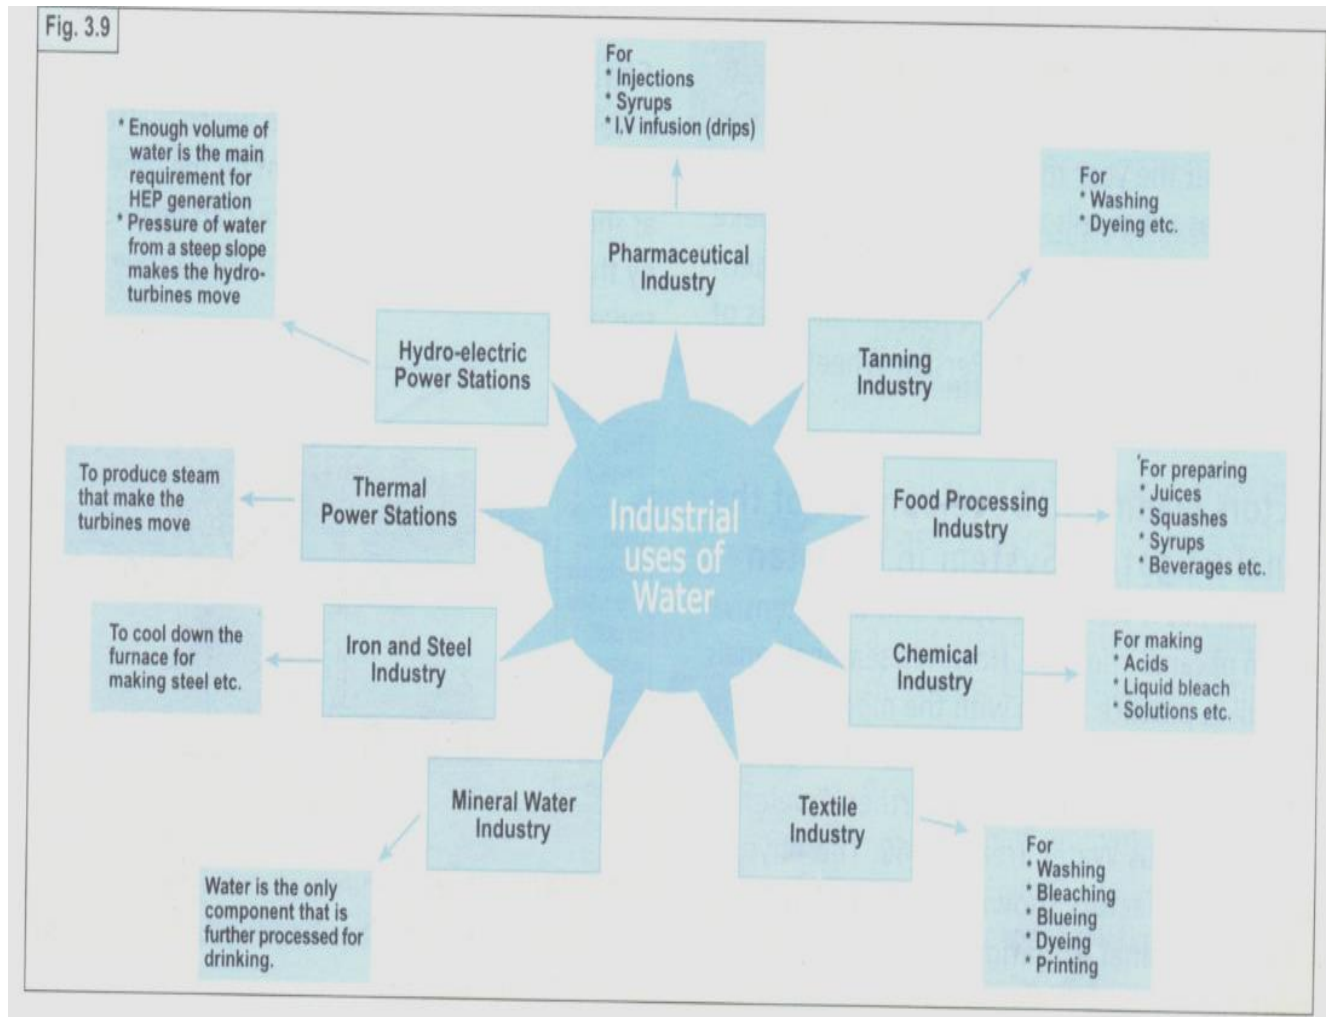 Fig. 3.9
For
* Injections
* Syrups
* I.V infusion (drips)
Pharmaceutical
Industry
For
* Washing
* Dyeing etc.
Tanning
Industry
For preparing
* Juices
* Squashes
* Syrups
* Beverages etc.
Food Processing
Industry
For making
* Acids
* Liquid bleach
* Solutions etc.
Chemical
Industry
For
* Washing
* Bleaching
* Blueing
* Dyeing
* Printing
Textile
Industry
Mineral Water
Industry
Water is the only
component that is
further processed for
drinking.
Iron and Steel
Industry
To cool down the
furnace for
making steel etc.
Thermal
Power Stations
To produce steam
that make the
turbines move
Hydro-electric
Power Stations
* Enough volume of
water is the main
requirement for
HEP generation
* Pressure of water
from a steep slope
makes the hydro-
turbines move
Industrial
uses of
Water